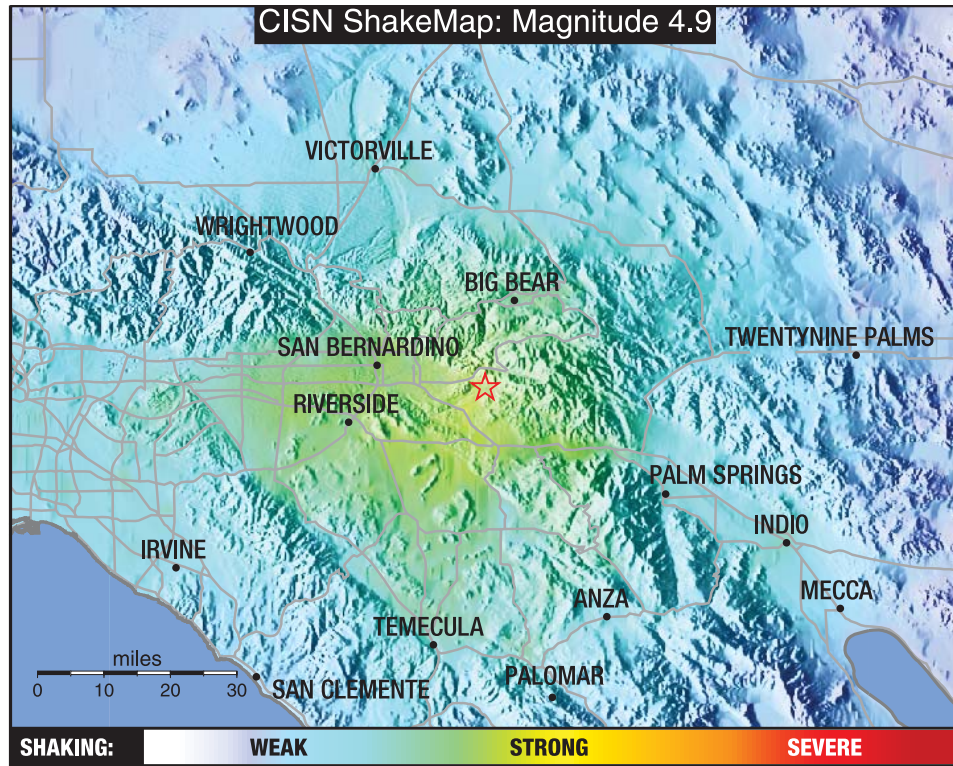 CISN ShakeMap: Magnitude 4.9
VICTORVILLE
WRIGHTWOOD
BIG BEAR
TWENTYNINE PALMS
SAN BERNARDINO
RIVERSIDE
PALM SPRINGS
INDIO
IRVINE
MECCA
ANZA
TEMECULA
miles
PALOMAR
0 10 20 30
SAN CLEMENTE
SHAKING: WEAK STRONG SEVERE